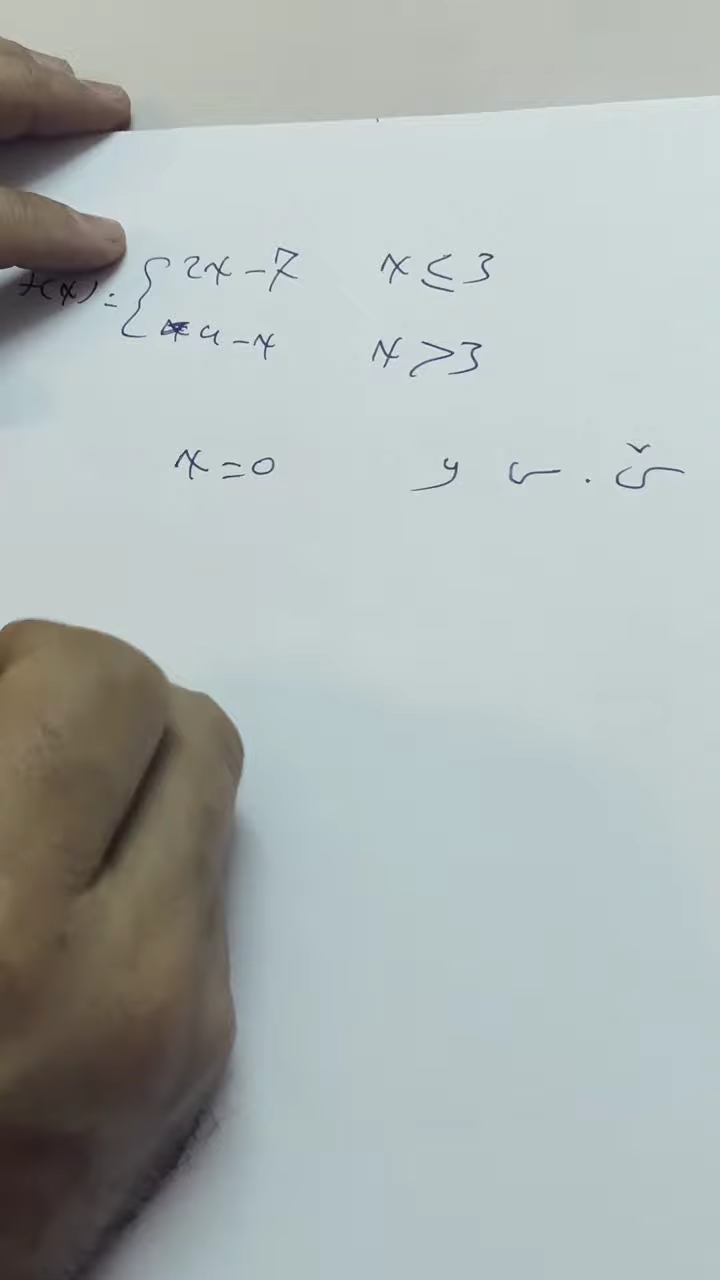 f(x) = { 2x - 7    x ≤ 3
4 - x    x > 3
x = 0    y